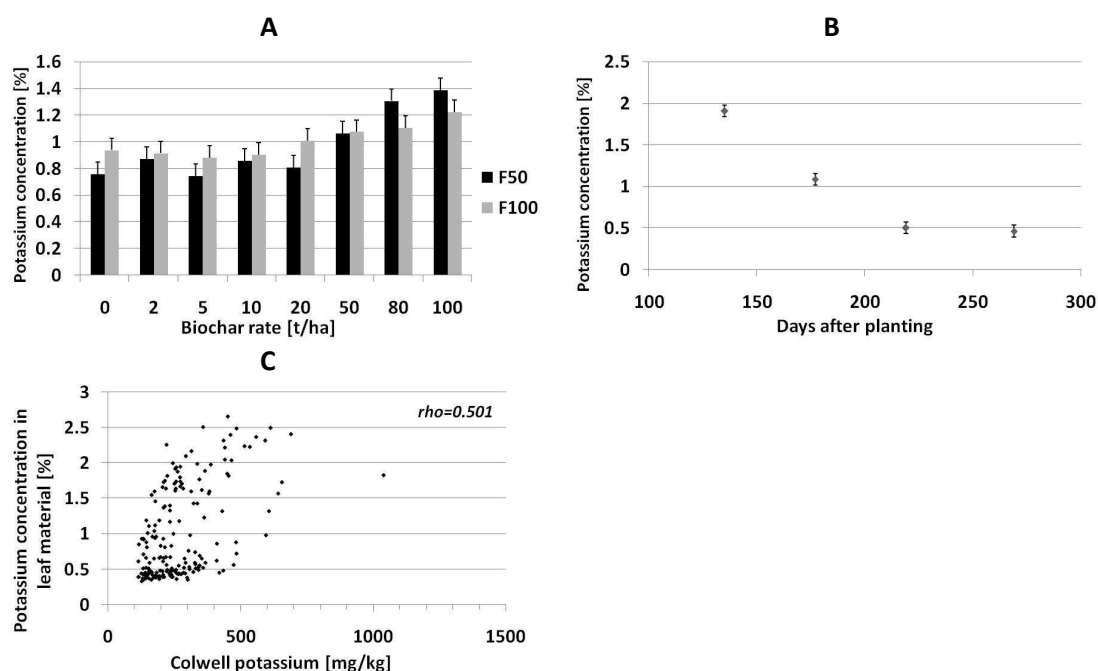 A
Potassium concentration [%]
1.6
1.4
1.2
1
0.8
0.6
0.4
0.2
0
0 2 5 10 20 50 80 100
Biochar rate [t/ha]
F50
F100
B
Potassium concentration [%]
2.5
2
1.5
1
0.5
0
100 150 200 250 300
Days after planting
C
Potassium concentration in
leaf material [%]
3
2.5
2
1.5
1
0.5
0
rho=0.501
0 500 1000 1500
Colwell potassium [mg/kg]